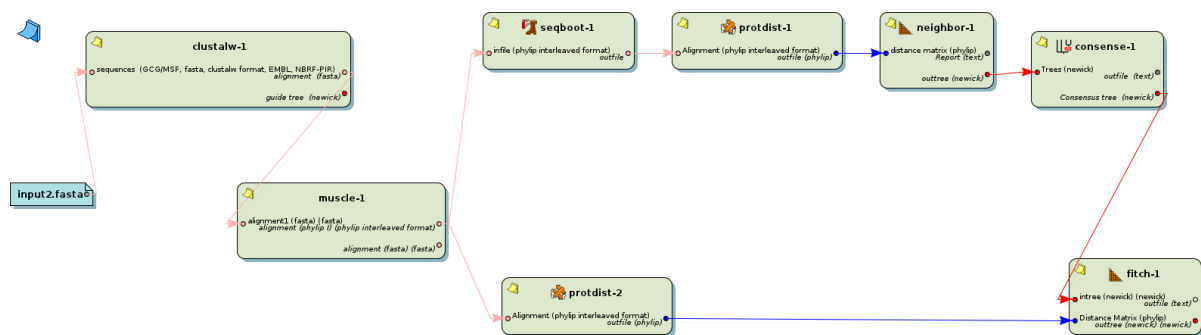 clustalw-1
sequences (GCG/MSF, fasta, clustalw format, EMBL, NBRF-PIR)
alignment (fasta)
guide tree (newick)
input2.fasta
muscle-1
alignment1 (fasta) (fasta)
alignment (phylip I) (phylip interleaved format)
alignment (fasta) (fasta)
seqboot-1
infile (phylip interleaved format)
outfile
protdist-1
Alignment (phylip interleaved format)
outfile (phylip)
neighbor-1
distance matrix (phylip)
Report (text)
outtree (newick)
consense-1
Trees (newick)
outfile (text)
Consensus tree (newick)
protdist-2
Alignment (phylip interleaved format)
outfile (phylip)
fitch-1
intree (newick) (newick)
outfile (text)
Distance Matrix (phylip)
outtree (newick) (newick)